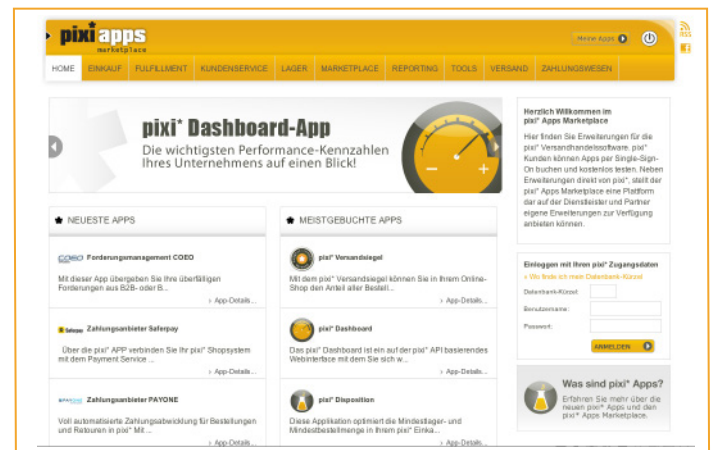 pixi apps
marketplace
Meine Apps
RSS
HOME EINKAUF FULFILLMENT KUNDENSERVICE LAGER MARKETPLACE REPORTING TOOLS VERSAND ZAHLUNGSWESEN
pixi* Dashboard-App
Die wichtigsten Performance-Kennzahlen
Ihres Unternehmens auf einen Blick!
Herzlich Willkommen im
pixi* Apps Marketplace
Hier finden Sie Erweiterungen für die
pixi* Versandhandelssoftware. pixi*
Kunden können Apps per Single-Sign-
On buchen und kostenlos testen. Neben
Erweiterungen direkt von pixi*, stellt der
pixi* Apps Marketplace eine Plattform
dar auf der Dienstleister und Partner
eigene Erweiterungen zur Verfügung
anbieten können.
NEUESTE APPS
COEO Forderungsmanagement COEO
Mit dieser App übergeben Sie Ihre überfälligen
Forderungen aus B2B- oder B...
› App-Details...
Saferpay Zahlungsanbieter Saferpay
Über die pixi* APP verbinden Sie Ihr pixi* Shopsystem
mit dem Payment Service ...
› App-Details...
PAYONE Zahlungsanbieter PAYONE
Voll automatisierte Zahlungsabwicklung für Bestellungen
und Retouren in pixi* Mit ...
› App-Details...
MEISTGEBUCHTE APPS
pixi* Versandsiegel
Mit dem pixi* Versandsiegel können Sie in Ihrem Online-
Shop den Anteil aller Bestell...
› App-Details...
pixi* Dashboard
Das pixi* Dashboard ist ein auf der pixi* API basierendes
Webinterface mit dem Sie sich w...
› App-Details...
pixi* Disposition
Diese Applikation optimiert die Mindestlager- und
Mindestbestellmenge in Ihrem pixi* Einka...
› App-Details...
Einloggen mit Ihren pixi* Zugangsdaten
» Wo finde ich mein Datenbank-Kürzel
Datenbank-Kürzel:
Benutzername:
Passwort:
ANMELDEN
Was sind pixi* Apps?
Erfahren Sie mehr über die
neuen pixi* Apps und den
pixi* Apps Marketplace.